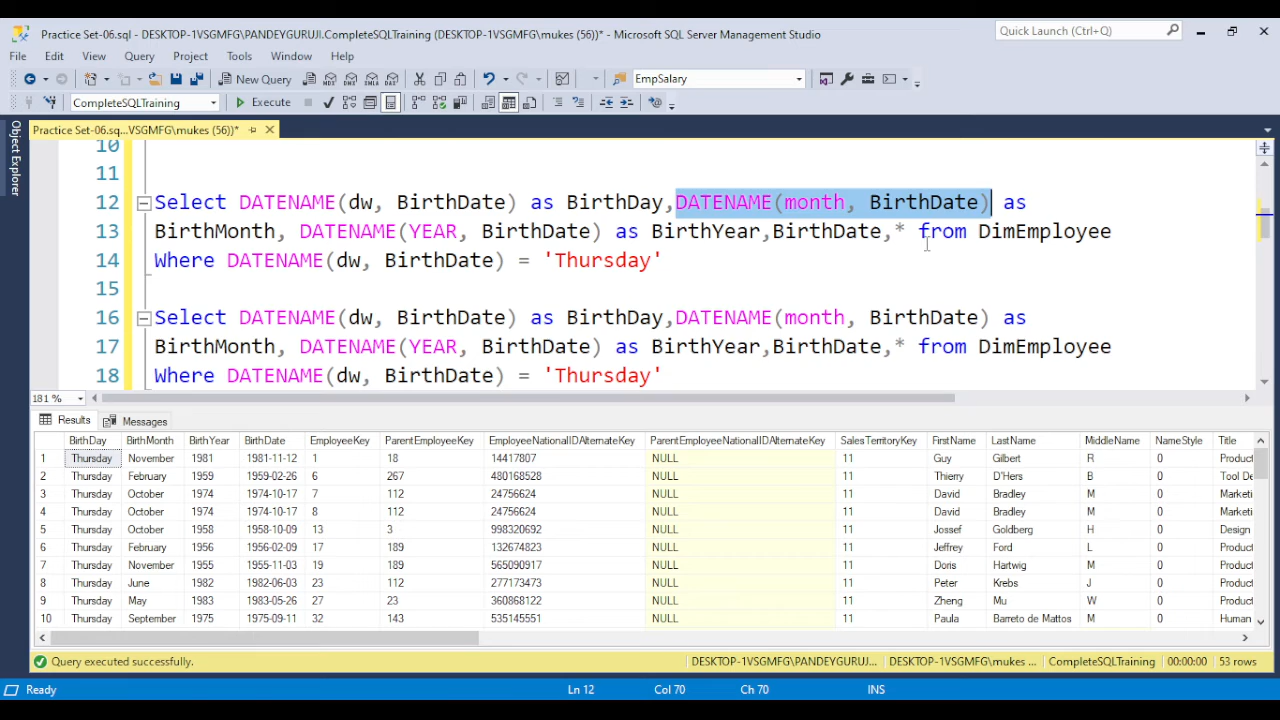 Practice Set-06.sql - DESKTOP-1VSGMFG\PANDEYGURUJI.CompleteSQLTraining (DESKTOP-1VSGMFG\mukes (56))* - Microsoft SQL Server Management Studio
Quick Launch (Ctrl+Q)
File Edit View Query Project Tools Window Help
New Query EmpSalary
CompleteSQLTraining Execute
Object Explorer
Practice Set-06.sq...VSGMFG\mukes (56))*
10
11
12 Select DATENAME(dw, BirthDate) as BirthDay,DATENAME(month, BirthDate) as
13 BirthMonth, DATENAME(YEAR, BirthDate) as BirthYear,BirthDate,* from DimEmployee
14 Where DATENAME(dw, BirthDate) = 'Thursday'
15
16 Select DATENAME(dw, BirthDate) as BirthDay,DATENAME(month, BirthDate) as
17 BirthMonth, DATENAME(YEAR, BirthDate) as BirthYear,BirthDate,* from DimEmployee
18 Where DATENAME(dw, BirthDate) = 'Thursday'
181 %
Results Messages
BirthDay BirthMonth BirthYear BirthDate EmployeeKey ParentEmployeeKey EmployeeNationalIDAlternateKey ParentEmployeeNationalIDAlternateKey SalesTerritoryKey FirstName LastName MiddleName NameStyle Title
1 Thursday November 1981 1981-11-12 1 18 14417807 NULL 11 Guy Gilbert R 0 Produc
2 Thursday February 1959 1959-02-26 6 267 480168528 NULL 11 Thierry D'Hers B 0 Tool De
3 Thursday October 1974 1974-10-17 7 112 24756624 NULL 11 David Bradley M 0 Marketi
4 Thursday October 1974 1974-10-17 8 112 24756624 NULL 11 David Bradley M 0 Marketi
5 Thursday October 1958 1958-10-09 13 3 998320692 NULL 11 Jossef Goldberg H 0 Design
6 Thursday February 1956 1956-02-09 17 189 132674823 NULL 11 Jeffrey Ford L 0 Produc
7 Thursday November 1955 1955-11-03 19 189 565090917 NULL 11 Doris Hartwig M 0 Produc
8 Thursday June 1982 1982-06-03 23 112 277173473 NULL 11 Peter Krebs J 0 Produc
9 Thursday May 1983 1983-05-26 27 23 360868122 NULL 11 Zheng Mu W 0 Produc
10 Thursday September 1975 1975-09-11 32 143 535145551 NULL 11 Paula Barreto de Mattos M 0 Human
Query executed successfully. DESKTOP-1VSGMFG\PANDEYGURUJ... DESKTOP-1VSGMFG\mukes ... CompleteSQLTraining 00:00:00 53 rows
Ready Ln 12 Col 70 Ch 70 INS